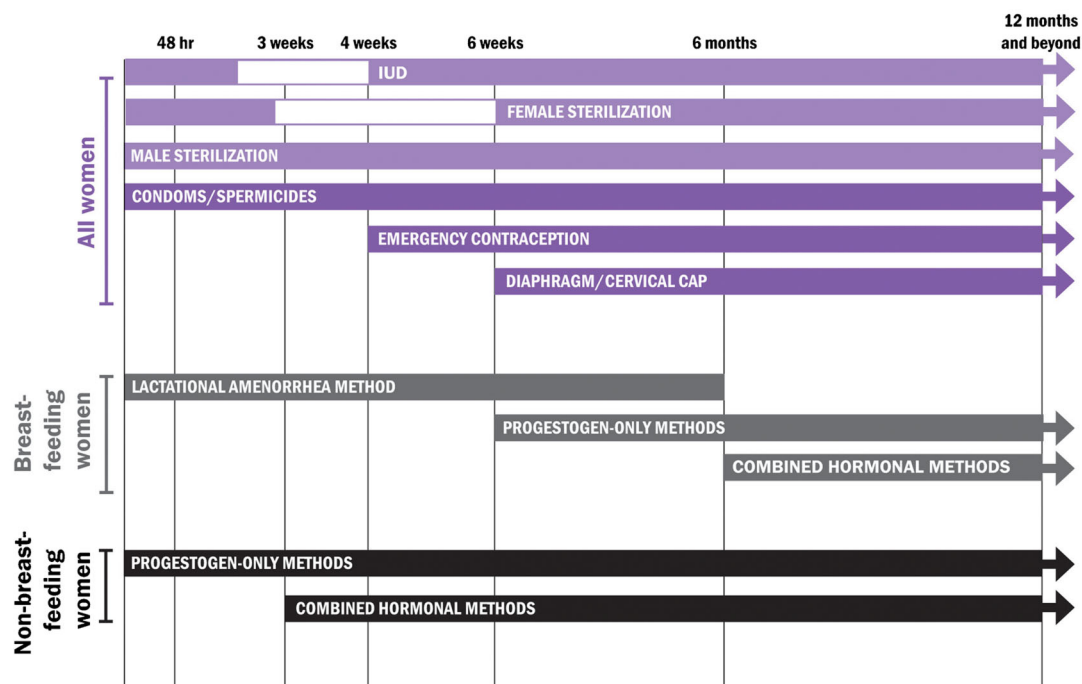 12 months
48 hr 3 weeks 4 weeks 6 weeks 6 months and beyond
All women
IUD
FEMALE STERILIZATION
MALE STERILIZATION
CONDOMS/SPERMICIDES
EMERGENCY CONTRACEPTION
DIAPHRAGM/CERVICAL CAP
Breast-
feeding
women
LACTATIONAL AMENORRHEA METHOD
PROGESTOGEN-ONLY METHODS
COMBINED HORMONAL METHODS
Non-breast-
feeding
women
PROGESTOGEN-ONLY METHODS
COMBINED HORMONAL METHODS